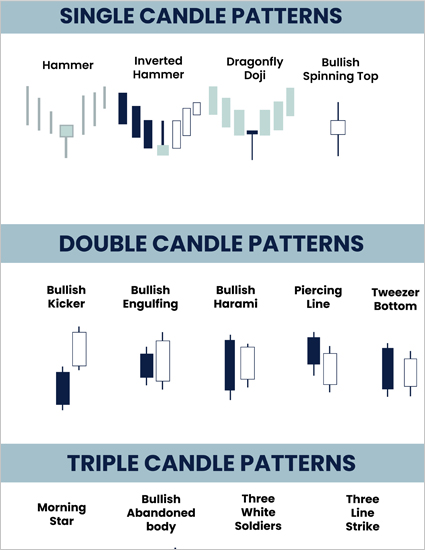 SINGLE CANDLE PATTERNS
Hammer
Inverted
Hammer
Dragonfly
Doji
Bullish
Spinning Top
DOUBLE CANDLE PATTERNS
Bullish
Kicker
Bullish
Engulfing
Bullish
Harami
Piercing
Line
Tweezer
Bottom
TRIPLE CANDLE PATTERNS
Morning
Star
Bullish
Abandoned
body
Three
White
Soldiers
Three
Line
Strike